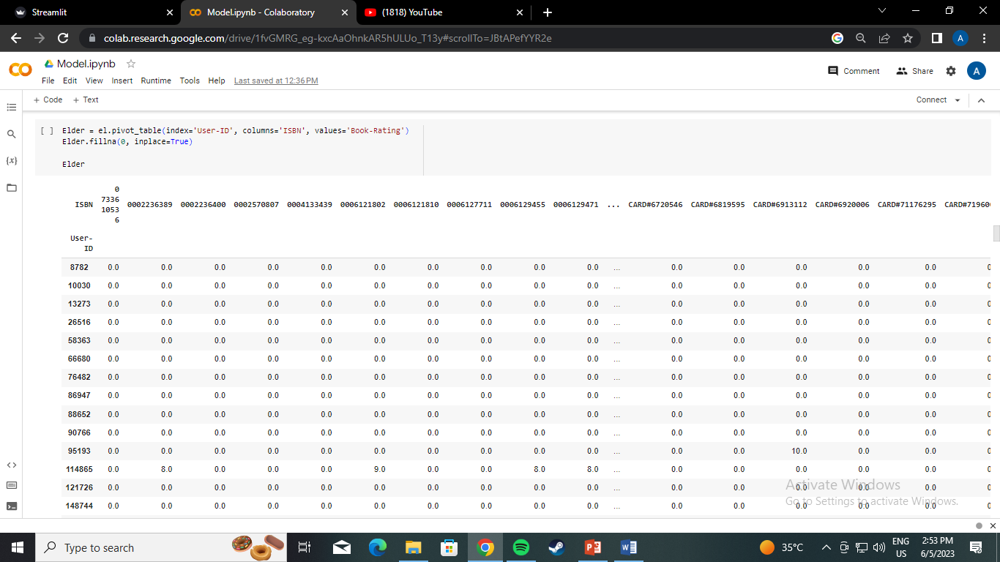 Streamlit
Model.ipynb - Colaboratory
(1818) YouTube
colab.research.google.com/drive/1fvGMRG_eg-kxcAaOhnkAR5hULUo_T13y#scrollTo=JBtAPefYYR2e
A
Model.ipynb
File Edit View Insert Runtime Tools Help Last saved at 12:36 PM
Comment Share A
+ Code + Text
Connect
[ ] Elder = el.pivot_table(index='User-ID', columns='ISBN', values='Book-Rating')
Elder.fillna(0, inplace=True)
Elder
ISBN 0 7336 1053 6 0002236389 0002236400 0002570807 0004133439 0006121802 0006121810 0006127711 0006129455 0006129471 ... CARD#6720546 CARD#6819595 CARD#6913112 CARD#6920006 CARD#71176295
User-ID
8782 0.0 0.0 0.0 0.0 0.0 0.0 0.0 0.0 0.0 0.0 ... 0.0 0.0 0.0 0.0 0.0
10030 0.0 0.0 0.0 0.0 0.0 0.0 0.0 0.0 0.0 0.0 ... 0.0 0.0 0.0 0.0 0.0
13273 0.0 0.0 0.0 0.0 0.0 0.0 0.0 0.0 0.0 0.0 ... 0.0 0.0 0.0 0.0 0.0
26516 0.0 0.0 0.0 0.0 0.0 0.0 0.0 0.0 0.0 0.0 ... 0.0 0.0 0.0 0.0 0.0
58363 0.0 0.0 0.0 0.0 0.0 0.0 0.0 0.0 0.0 0.0 ... 0.0 0.0 0.0 0.0 0.0
66680 0.0 0.0 0.0 0.0 0.0 0.0 0.0 0.0 0.0 0.0 ... 0.0 0.0 0.0 0.0 0.0
76482 0.0 0.0 0.0 0.0 0.0 0.0 0.0 0.0 0.0 0.0 ... 0.0 0.0 0.0 0.0 0.0
86947 0.0 0.0 0.0 0.0 0.0 0.0 0.0 0.0 0.0 0.0 ... 0.0 0.0 0.0 0.0 0.0
88652 0.0 0.0 0.0 0.0 0.0 0.0 0.0 0.0 0.0 0.0 ... 0.0 0.0 0.0 0.0 0.0
90766 0.0 0.0 0.0 0.0 0.0 0.0 0.0 0.0 0.0 0.0 ... 0.0 0.0 0.0 0.0 0.0
95193 0.0 0.0 0.0 0.0 0.0 0.0 0.0 0.0 0.0 0.0 ... 0.0 0.0 10.0 0.0 0.0
114865 0.0 8.0 0.0 0.0 0.0 9.0 0.0 0.0 8.0 8.0 ... 0.0 0.0 0.0 0.0 0.0
121726 0.0 0.0 0.0 0.0 0.0 0.0 0.0 0.0 0.0 0.0 ... 0.0 0.0 0.0 0.0 0.0
148744 0.0 0.0 0.0 0.0 0.0 0.0 0.0 0.0 0.0 0.0 ... 0.0 0.0 0.0 0.0 0.0
Activate Windows
Go to Settings to activate Windows.
Type to search
35°C
ENG
US
2:53 PM
6/5/2023